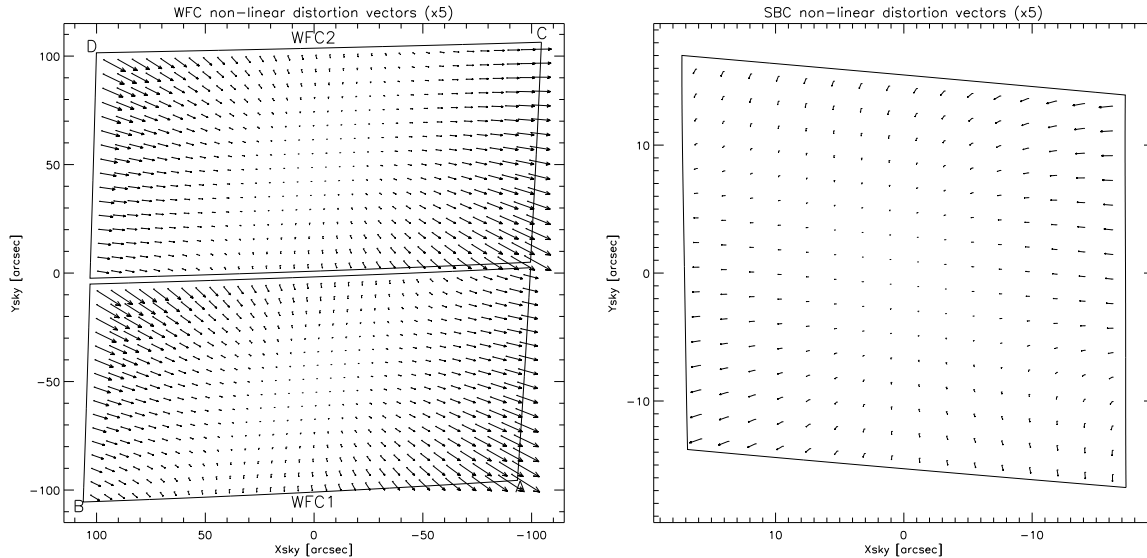 WFC non-linear distortion vectors (x5)
D
WFC2
C
100
50
0
-50
-100
Ysky [arcsec]
B
WFC1
A
100
50
0
-50
-100
Xsky [arcsec]
SBC non-linear distortion vectors (x5)
10
0
-10
Ysky [arcsec]
10
0
-10
Xsky [arcsec]